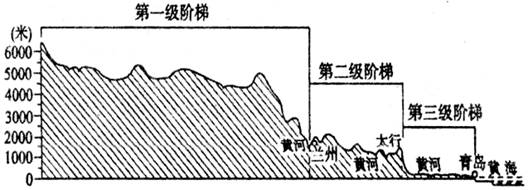 第一级阶梯
(米)
6000
5000
4000
3000
2000
1000
0
第二级阶梯
第三级阶梯
黄河
兰州
黄河
太行
黄河
青岛
黄海